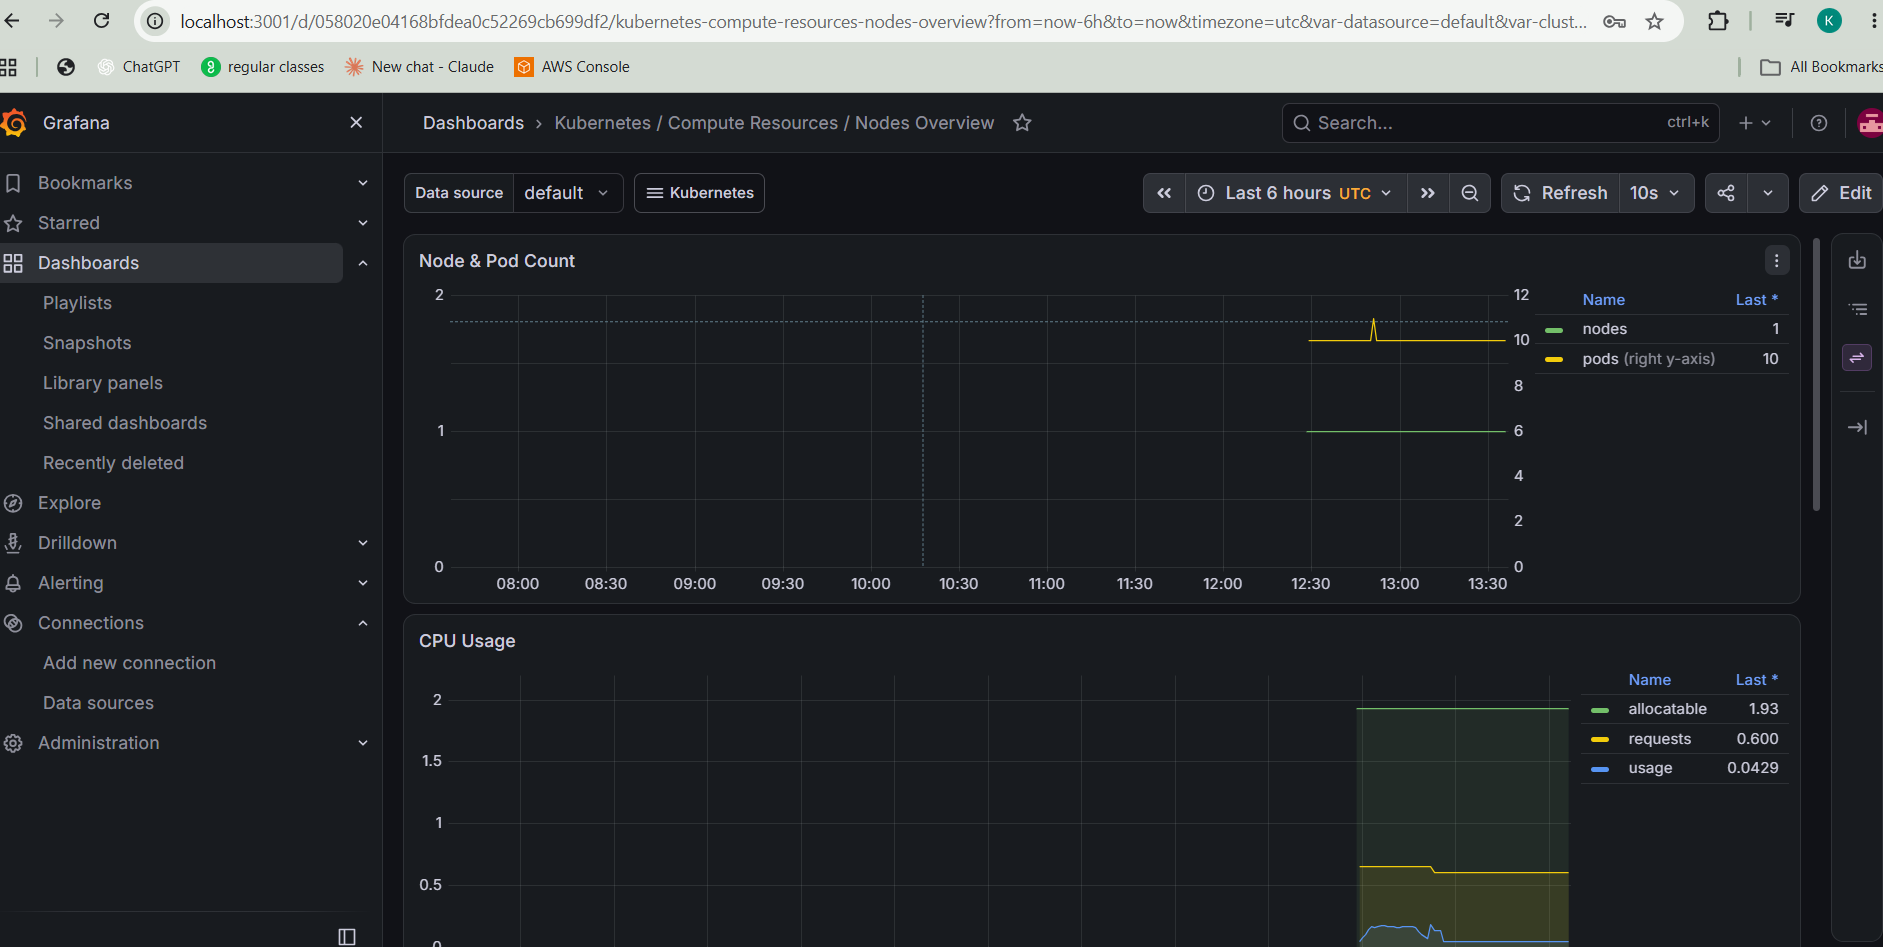 localhost:3001/d/058020e04168bfdea0c52269cb699df2/kubernetes-compute-resources-nodes-overview?from=now-6h&to=now&timezone=utc&var-datasource=default&var-clust...
K
ChatGPT
regular classes
New chat - Claude
AWS Console
All Bookmarks
Grafana
Dashboards › Kubernetes / Compute Resources / Nodes Overview
Search...
ctrl+k
Bookmarks
Starred
Dashboards
Playlists
Snapshots
Library panels
Shared dashboards
Recently deleted
Explore
Drilldown
Alerting
Connections
Add new connection
Data sources
Administration
Data source
default
Kubernetes
Last 6 hours UTC
Refresh
10s
Edit
Node & Pod Count
2
1
0
12
10
8
6
4
2
0
08:00 08:30 09:00 09:30 10:00 10:30 11:00 11:30 12:00 12:30 13:00 13:30
Name Last *
nodes 1
pods (right y-axis) 10
CPU Usage
2
1.5
1
0.5
0
Name Last *
allocatable 1.93
requests 0.600
usage 0.0429